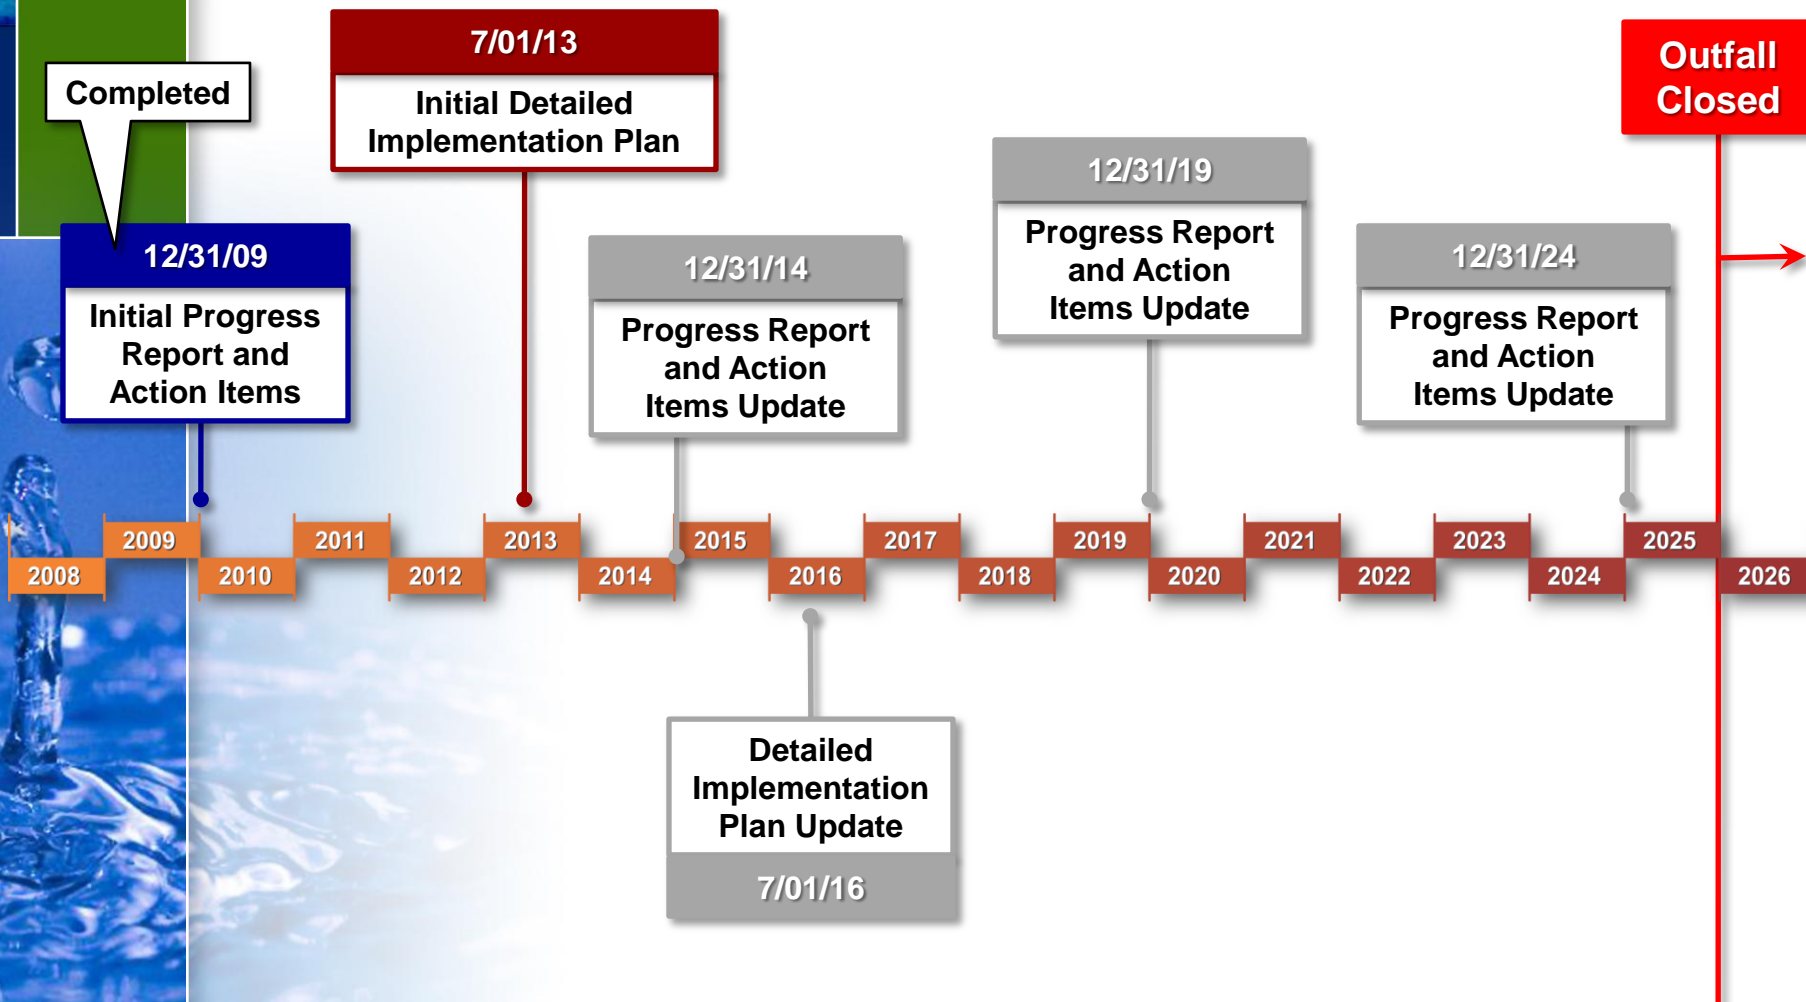 Completed
7/01/13
Initial Detailed
Implementation Plan
Outfall
Closed
12/31/09
Initial Progress
Report and
Action Items
12/31/14
Progress Report
and Action
Items Update
12/31/19
Progress Report
and Action
Items Update
12/31/24
Progress Report
and Action
Items Update
2008
2009
2010
2011
2012
2013
2014
2015
2016
2017
2018
2019
2020
2021
2022
2023
2024
2025
2026
Detailed
Implementation
Plan Update
7/01/16